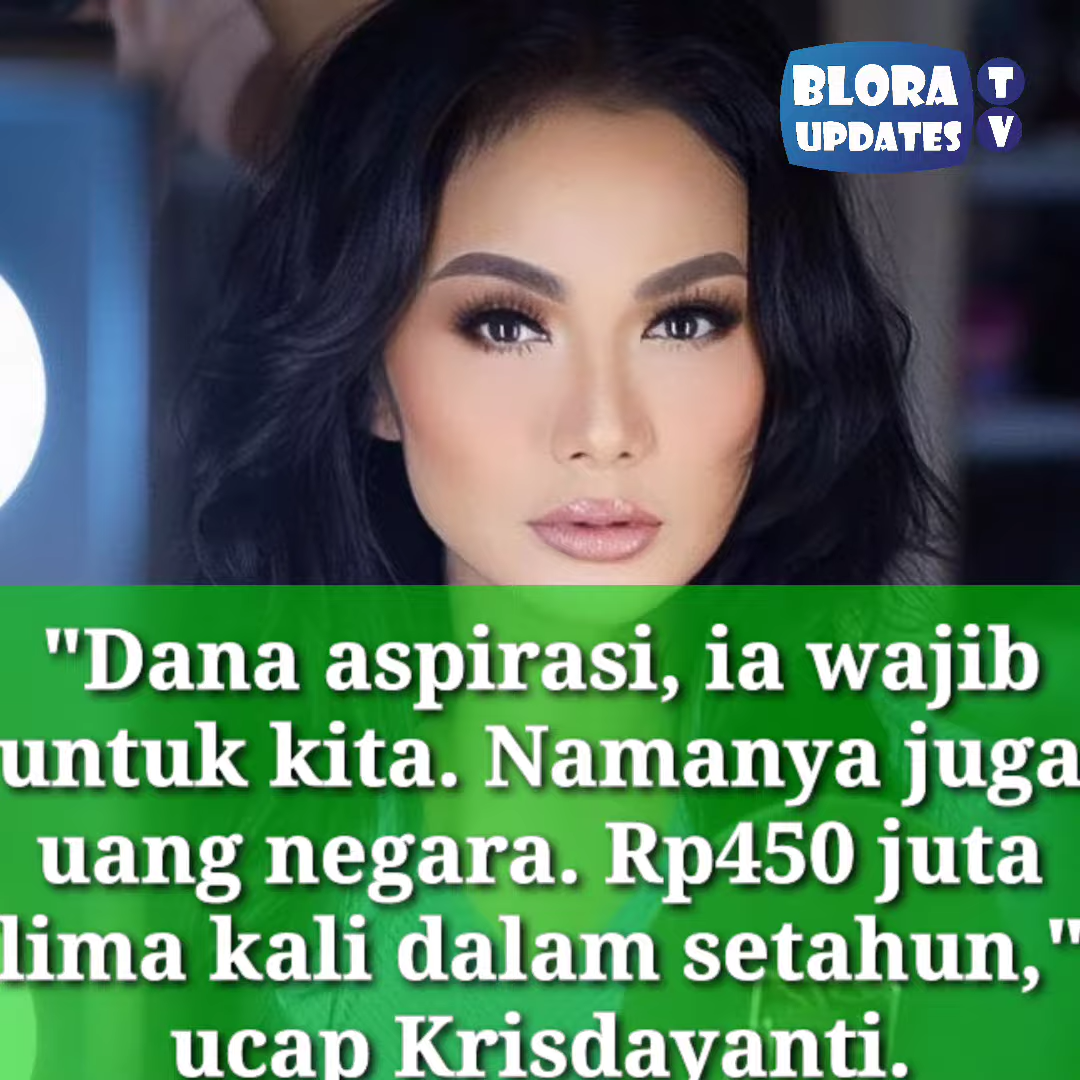 BLORA
UPDATES
T
V
"Dana aspirasi, ia wajib
untuk kita. Namanya juga
uang negara. Rp450 juta
lima kali dalam setahun,"
ucap Krisdayanti.